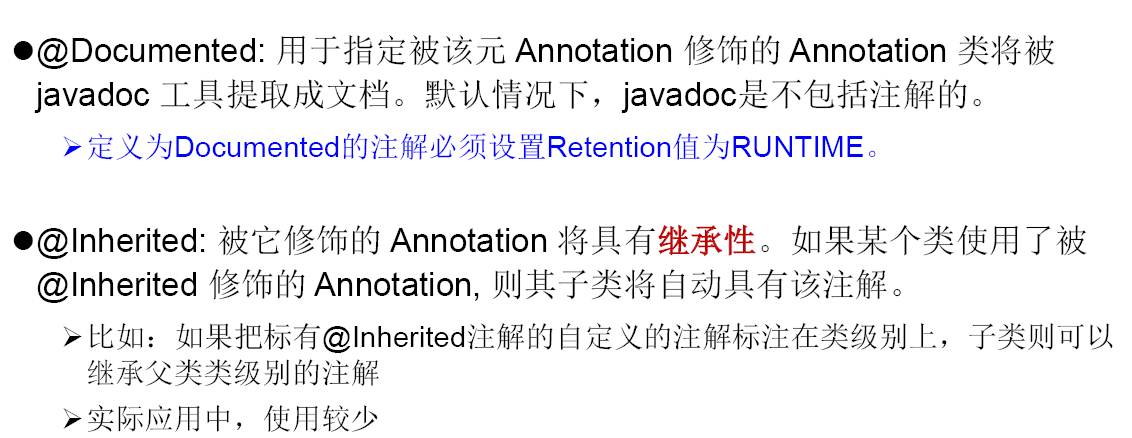 ●@Documented: 用于指定被该元 Annotation 修饰的 Annotation 类将被
javadoc 工具提取成文档。默认情况下，javadoc是不包括注解的。
➢定义为Documented的注解必须设置Retention值为RUNTIME。
●@Inherited: 被它修饰的 Annotation 将具有继承性。如果某个类使用了被
@Inherited 修饰的 Annotation, 则其子类将自动具有该注解。
➢比如：如果把标有@Inherited注解的自定义的注解标注在类级别上，子类则可以
继承父类类级别的注解
➢实际应用中，使用较少